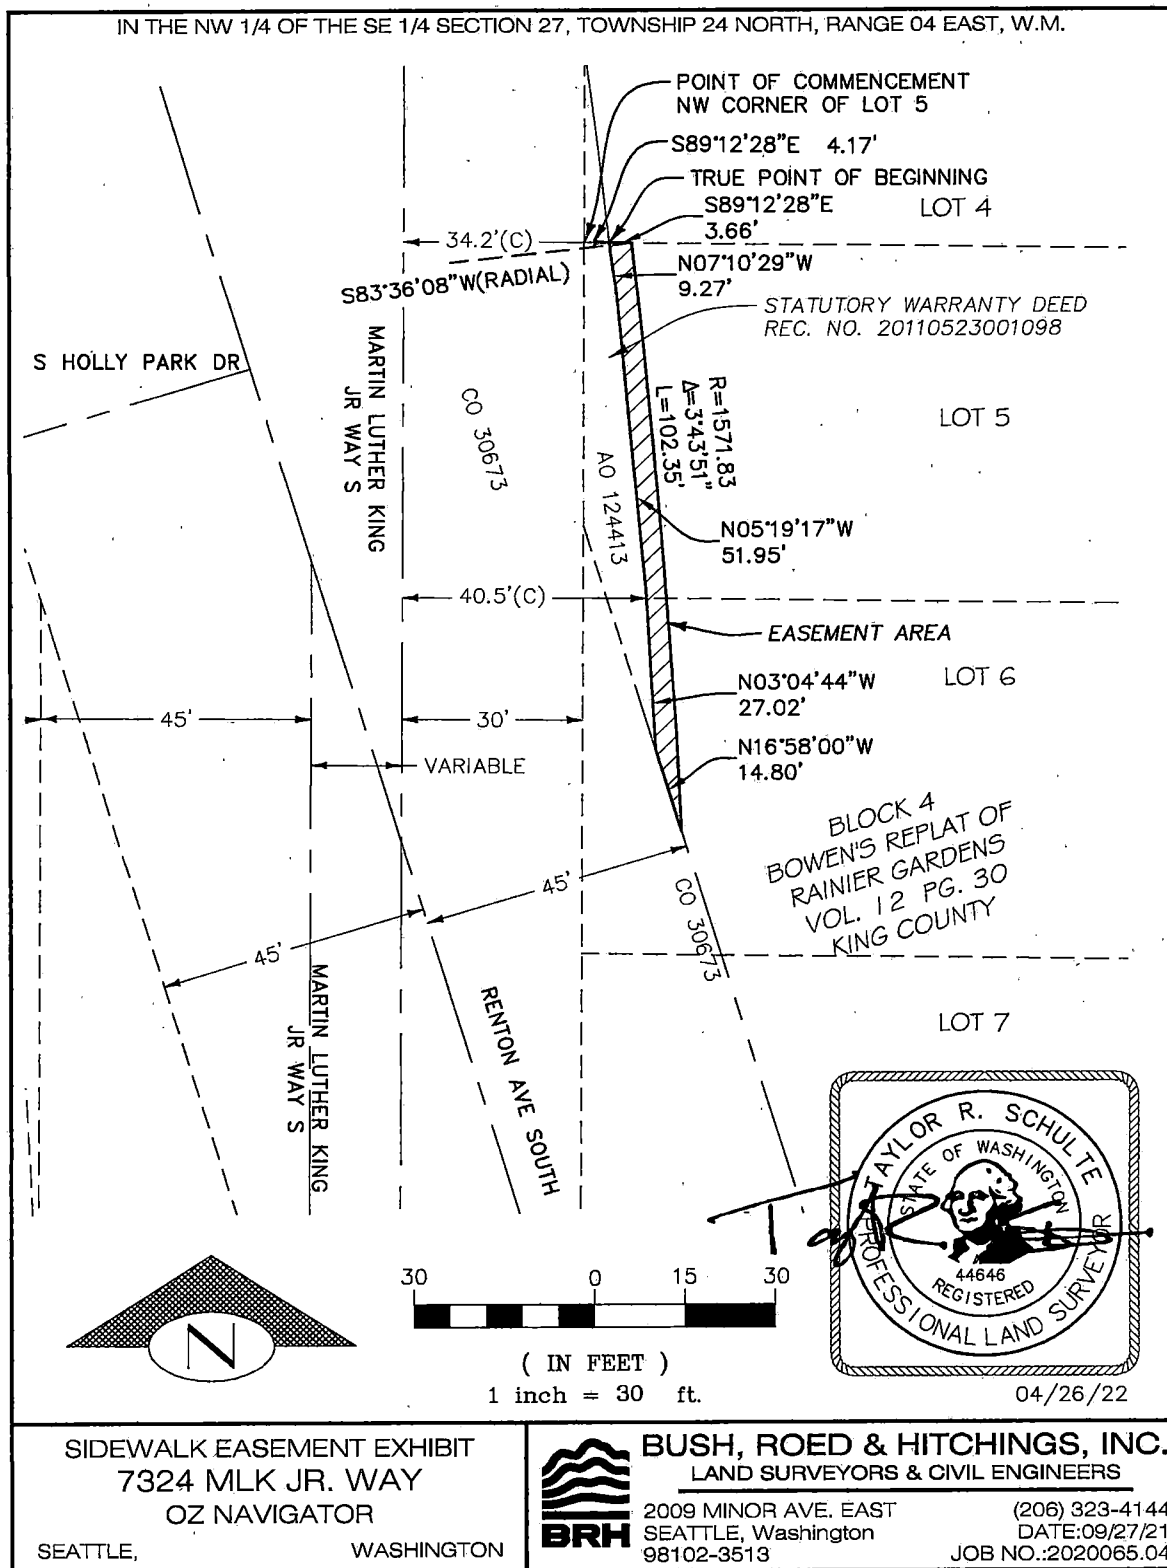 IN THE NW 1/4 OF THE SE 1/4 SECTION 27, TOWNSHIP 24 NORTH, RANGE 04 EAST, W.M.
POINT OF COMMENCEMENT
NW CORNER OF LOT 5
S89°12'28"E 4.17'
TRUE POINT OF BEGINNING
S89°12'28"E
3.66'
LOT 4
34.2'(C)
S83°36'08"W(RADIAL)
N07°10'29"W
9.27'
STATUTORY WARRANTY DEED
REC. NO. 20110523001098
S HOLLY PARK DR
MARTIN LUTHER KING
JR WAY S
CO 30673
AO 124413
R=1571.83
Δ=3°43'51"
L=102.35'
LOT 5
N05°19'17"W
51.95'
40.5'(C)
EASEMENT AREA
LOT 6
N03°04'44"W
27.02'
45'
30'
VARIABLE
N16°58'00"W
14.80'
BLOCK 4
BOWEN'S REPLAT OF
RAINIER GARDENS
VOL. 12 PG. 30
KING COUNTY
45'
45'
CO 30673
MARTIN LUTHER KING
JR WAY S
RENTON AVE SOUTH
LOT 7
TAYLOR R. SCHULTE
STATE OF WASHINGTON
44646
REGISTERED
PROFESSIONAL LAND SURVEYOR
04/26/22
N
30 0 15 30
( IN FEET )
1 inch = 30 ft.
SIDEWALK EASEMENT EXHIBIT
7324 MLK JR. WAY
OZ NAVIGATOR
SEATTLE, WASHINGTON
BRH
BUSH, ROED & HITCHINGS, INC.
LAND SURVEYORS & CIVIL ENGINEERS
2009 MINOR AVE. EAST (206) 323-4144
SEATTLE, Washington DATE:09/27/21
98102-3513 JOB NO.:2020065.04